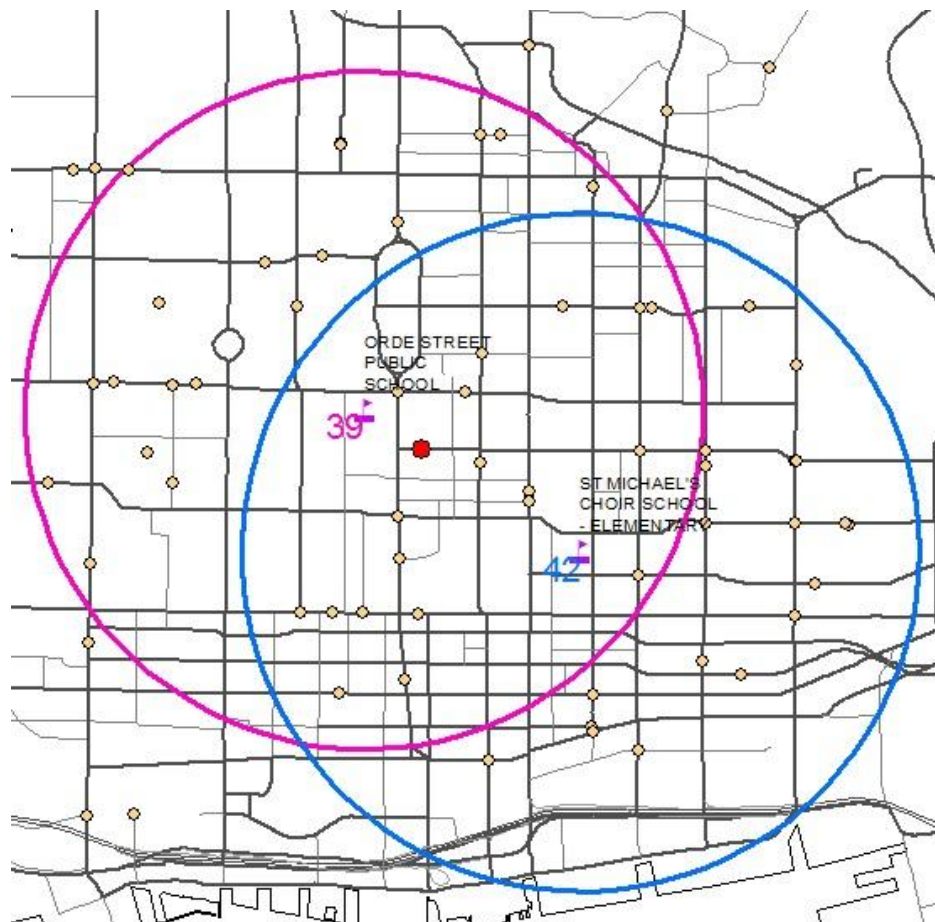 ORDE STREET
PUBLIC
SCHOOL
39
ST MICHAEL'S
CHOIR SCHOOL
- ELEMENTARY
42